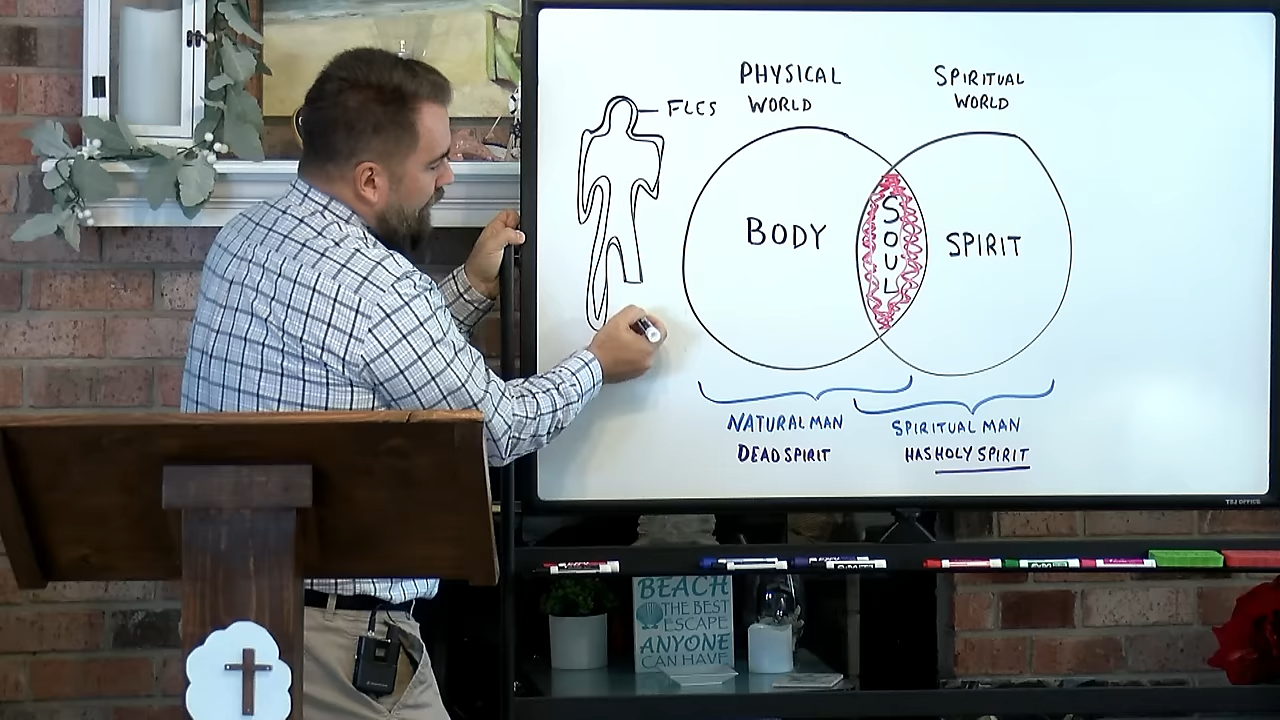 PHYSICAL
WORLD
SPIRITUAL
WORLD
FLES
BODY
SOUL
SPIRIT
NATURAL MAN
DEAD SPIRIT
SPIRITUAL MAN
HAS HOLY SPIRIT
BEACH
THE BEST
ESCAPE
ANYONE
CAN HAVE
EXPO